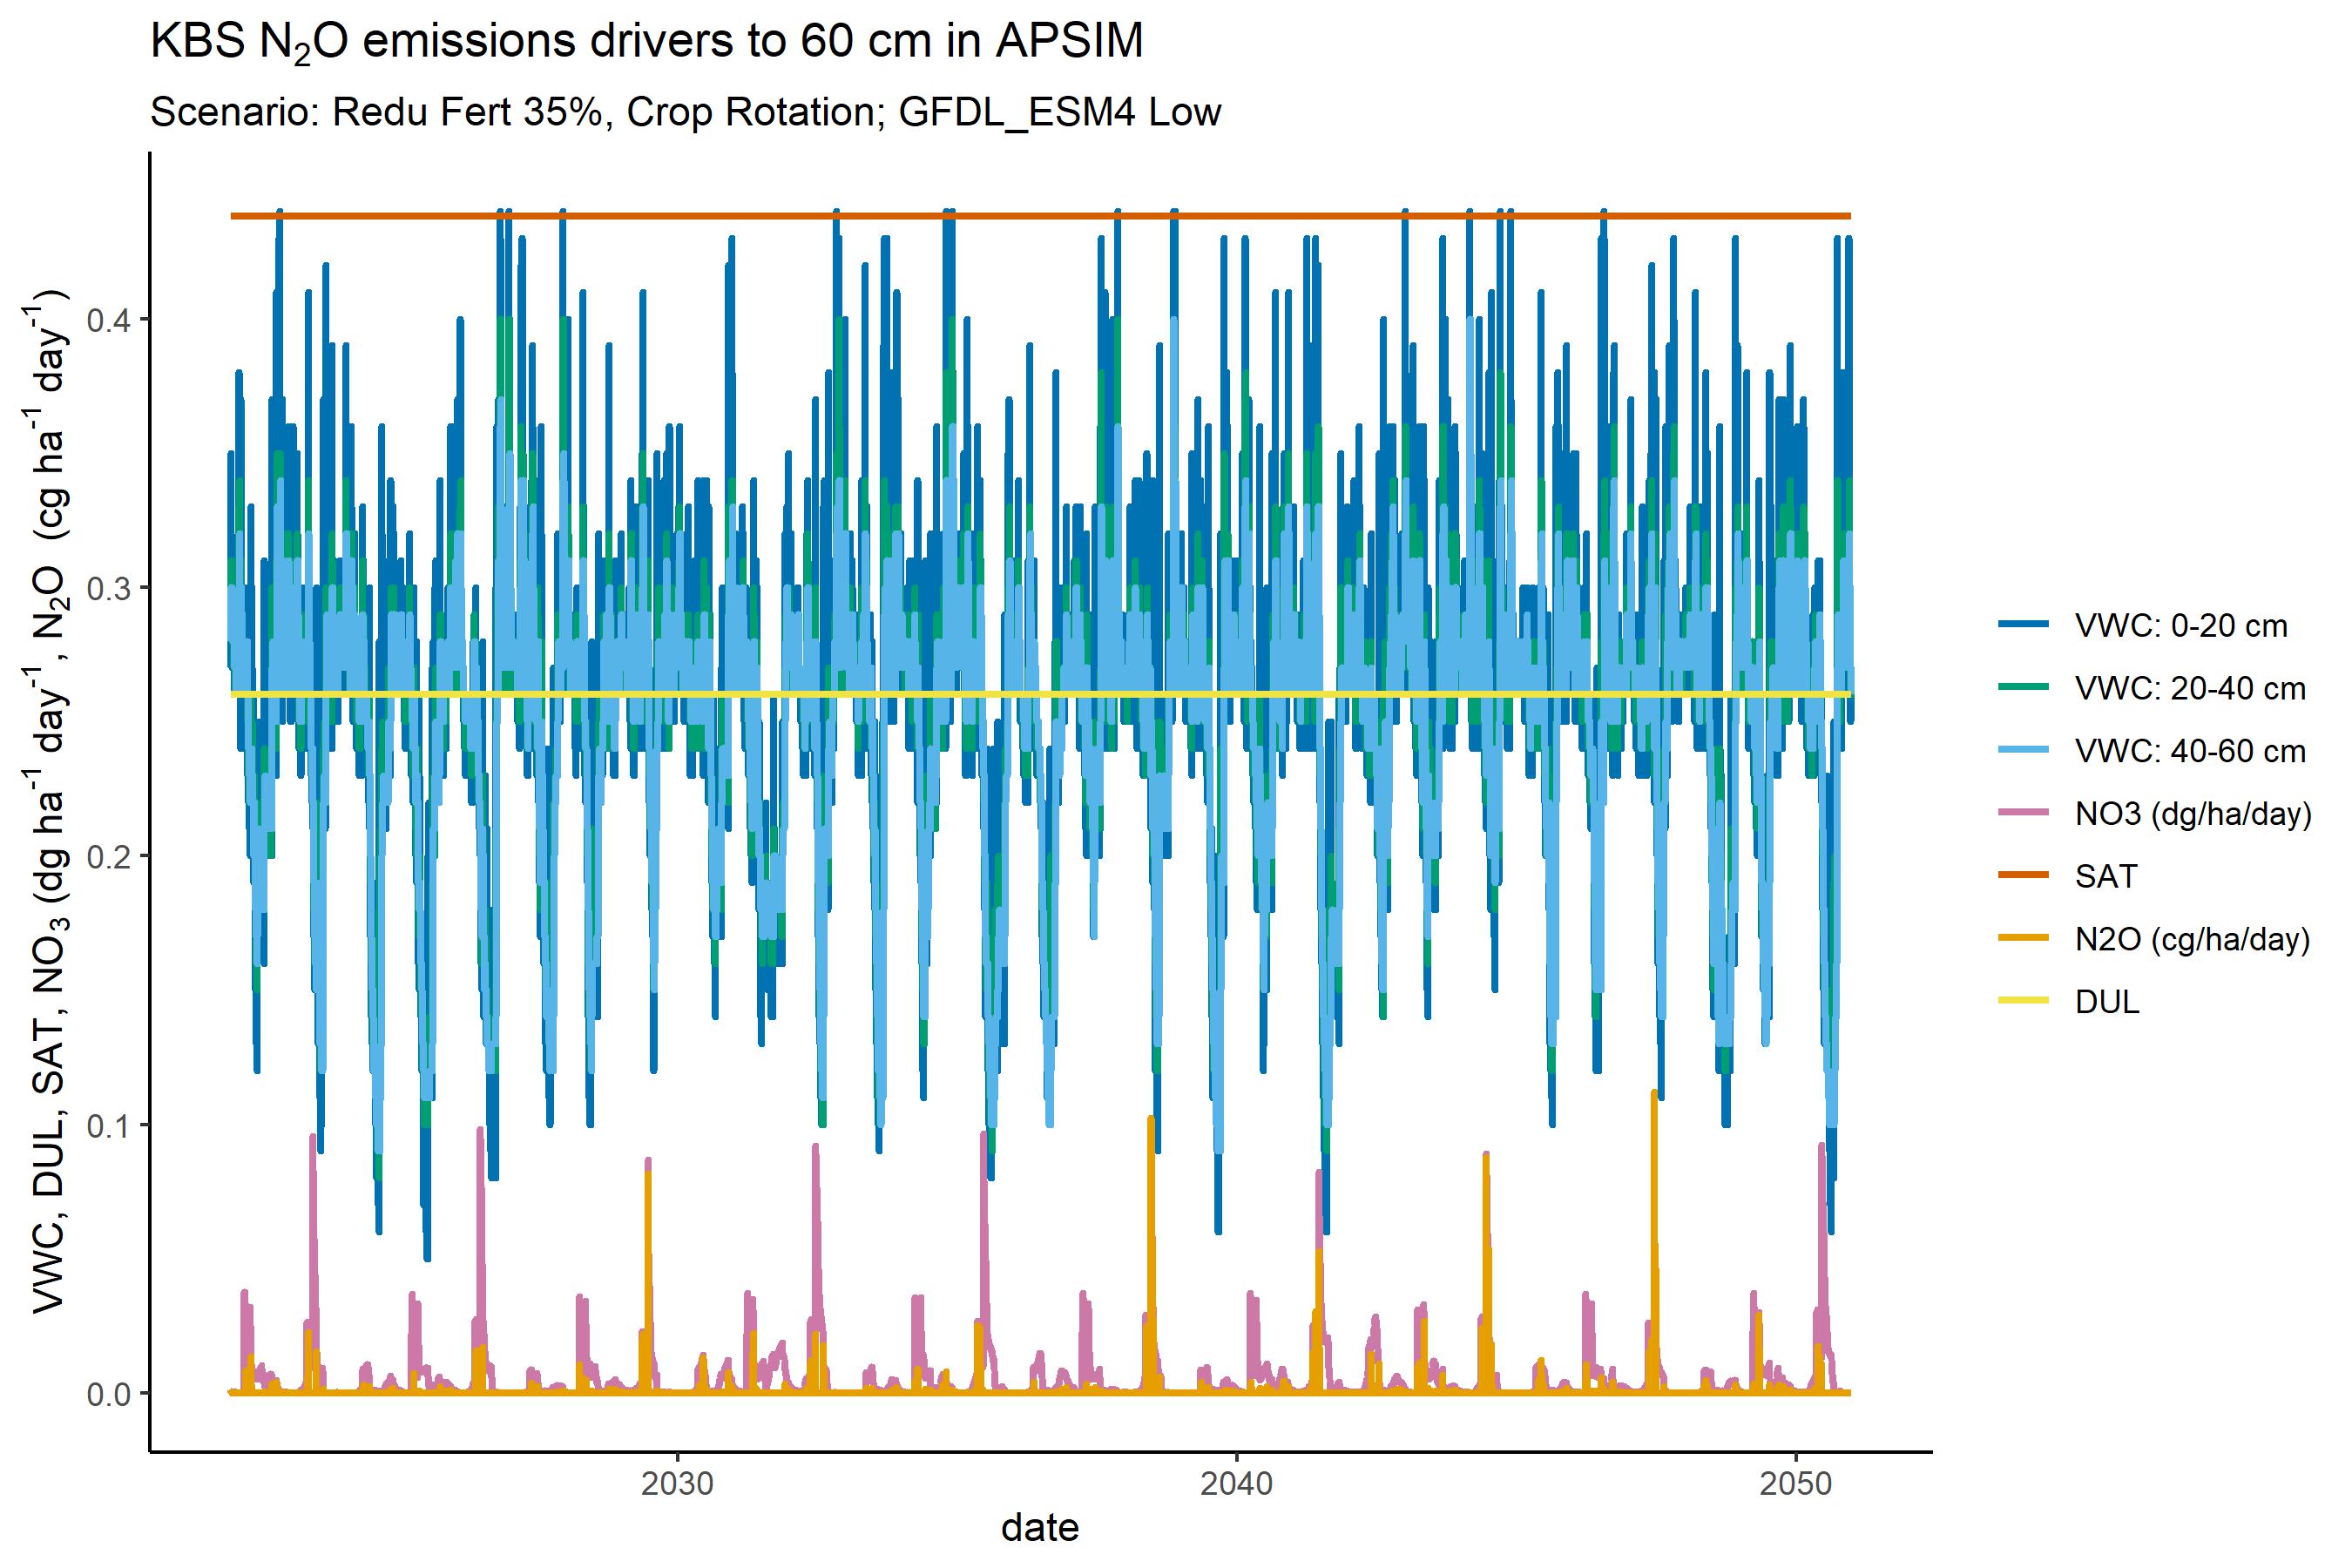 KBS N₂O emissions drivers to 60 cm in APSIM
Scenario: Redu Fert 35%, Crop Rotation; GFDL_ESM4 Low
VWC, DUL, SAT, NO₃ (dg ha⁻¹ day⁻¹, N₂O (cg ha⁻¹ day⁻¹)
0.4
0.3
0.2
0.1
0.0
2030
2040
2050
date
VWC: 0-20 cm
VWC: 20-40 cm
VWC: 40-60 cm
NO3 (dg/ha/day)
SAT
N2O (cg/ha/day)
DUL